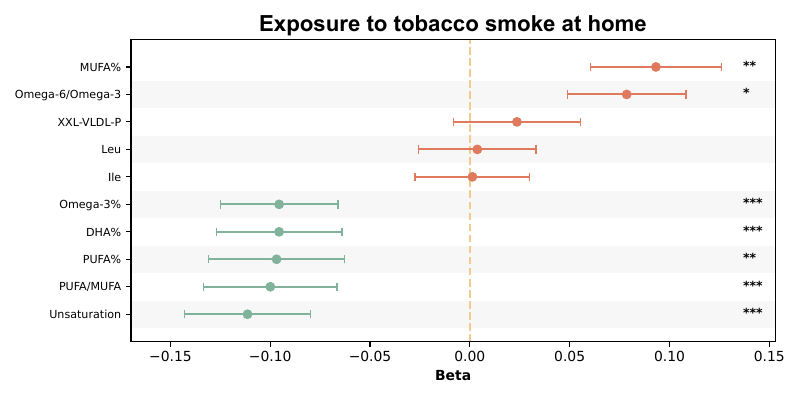 Exposure to tobacco smoke at home
MUFA% **
Omega-6/Omega-3 *
XXL-VLDL-P
Leu
Ile
Omega-3% ***
DHA% ***
PUFA% **
PUFA/MUFA ***
Unsaturation ***
−0.15 −0.10 −0.05 0.00 0.05 0.10 0.15
Beta